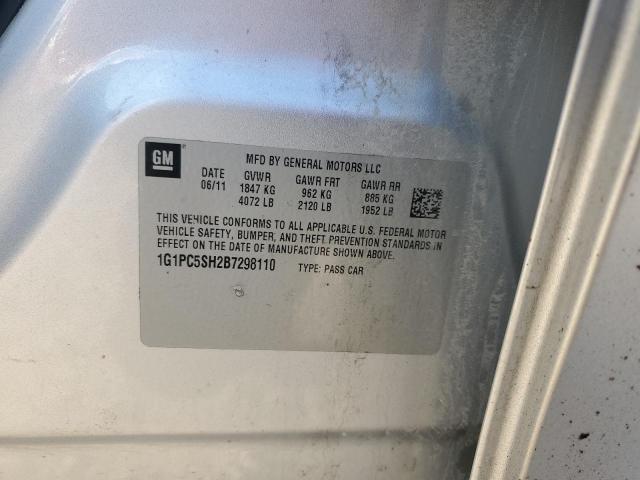 GM
MFD BY GENERAL MOTORS LLC
DATE GVWR GAWR FRT GAWR RR
06/11 1847 KG 962 KG 885 KG
4072 LB 2120 LB 1952 LB
THIS VEHICLE CONFORMS TO ALL APPLICABLE U.S. FEDERAL MOTOR
VEHICLE SAFETY, BUMPER, AND THEFT PREVENTION STANDARDS IN
EFFECT ON THE DATE OF MANUFACTURE SHOWN ABOVE.
1G1PC5SH2B7298110 TYPE: PASS CAR